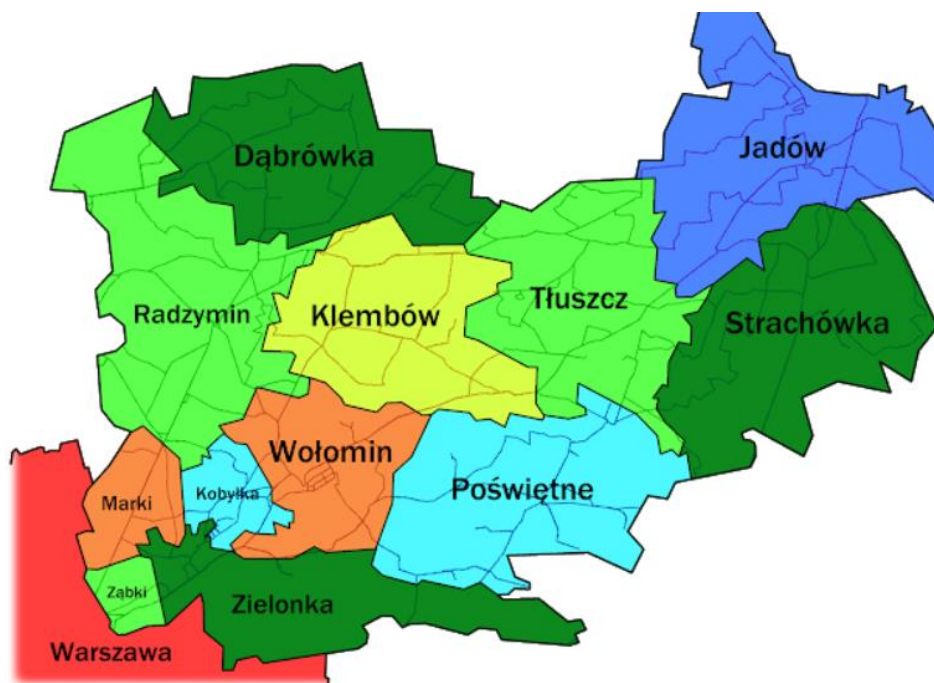 Dąbrówka
Jadów
Radzymin
Klembów
Tłuszcz
Strachówka
Wołomin
Poświętne
Marki
Kobyłka
Ząbki
Zielonka
Warszawa